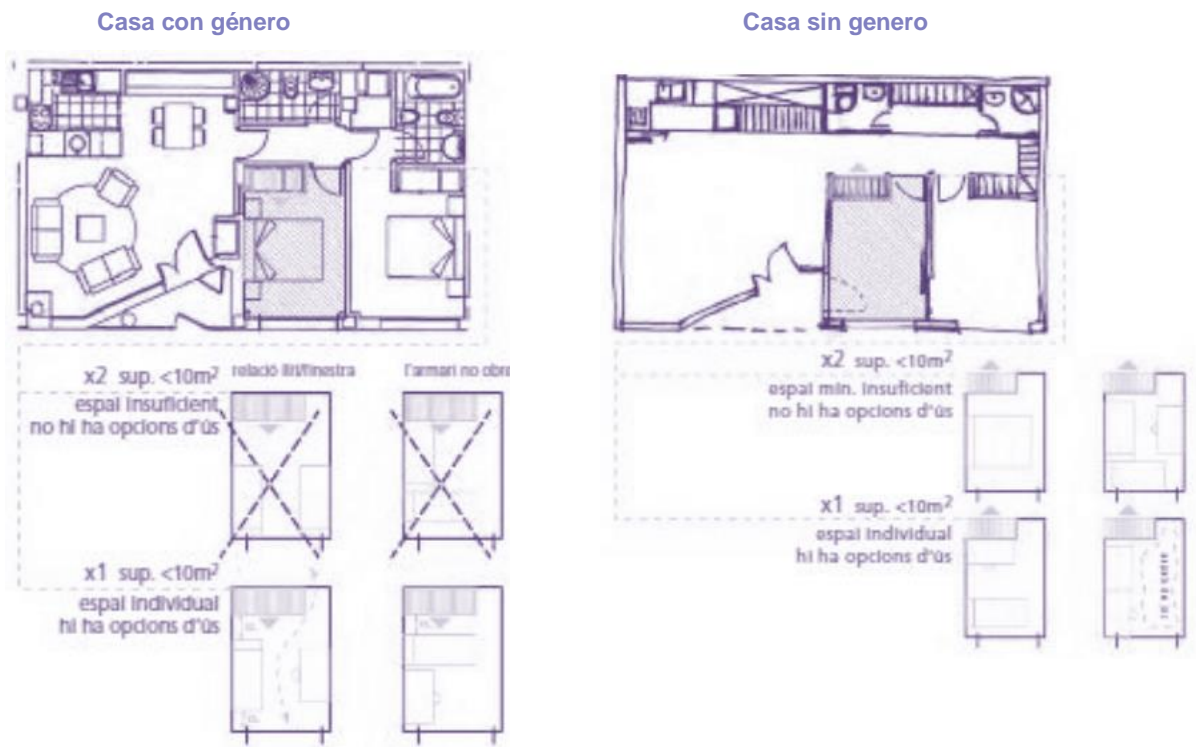 Casa con género
Casa sin genero
x2 sup. <10m²
relació llit/finestra
l'armari no obre
espai insuficient
no hi ha opcions d'ús
x1 sup. <10m²
espai individual
hi ha opcions d'ús
x2 sup. <10m²
espai min. insuficient
no hi ha opcions d'ús
x1 sup. <10m²
espai individual
hi ha opcions d'ús